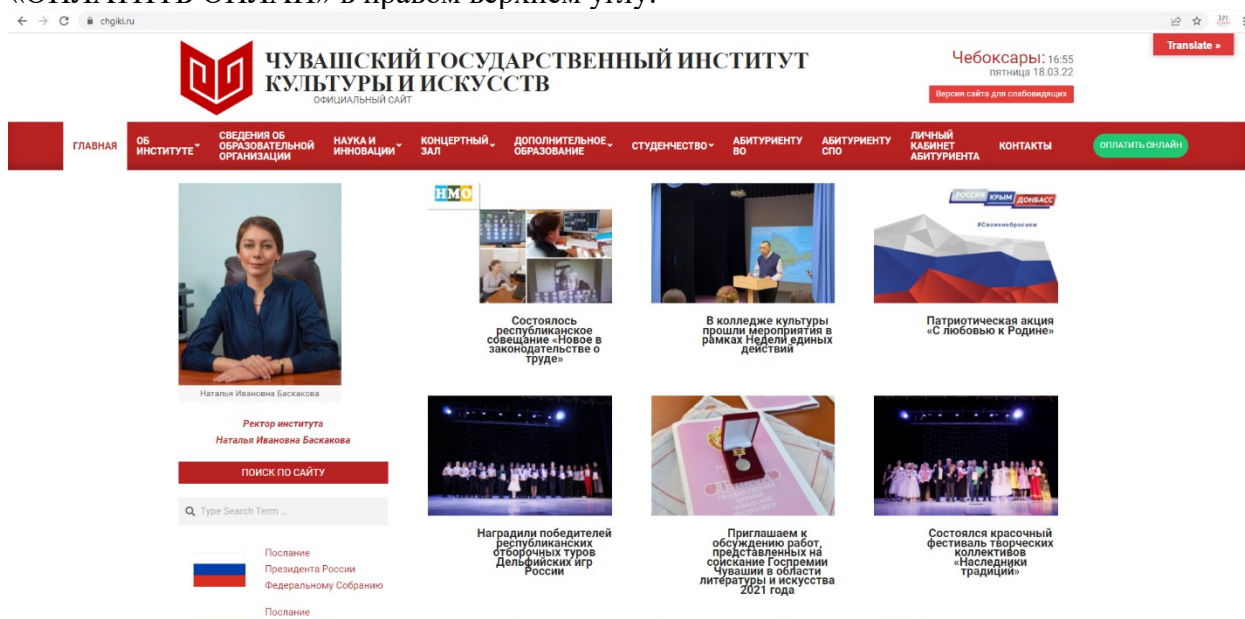 «ОПЛАТИТЬ ОНЛАЙ» в правом верхнем углу.
chgiki.ru
Translate »
ЧУВАШСКИЙ ГОСУДАРСТВЕННЫЙ ИНСТИТУТ
КУЛЬТУРЫ И ИСКУССТВ
ОФИЦИАЛЬНЫЙ САЙТ
Чебоксары: 16:55
пятница 18.03.22
Версия сайта для слабовидящих
ГЛАВНАЯ
ОБ
ИНСТИТУТЕ
СВЕДЕНИЯ ОБ
ОБРАЗОВАТЕЛЬНОЙ
ОРГАНИЗАЦИИ
НАУКА И
ИННОВАЦИИ
КОНЦЕРТНЫЙ
ЗАЛ
ДОПОЛНИТЕЛЬНОЕ
ОБРАЗОВАНИЕ
СТУДЕНЧЕСТВО
АБИТУРИЕНТУ
ВО
АБИТУРИЕНТУ
СПО
ЛИЧНЫЙ
КАБИНЕТ
АБИТУРИЕНТА
КОНТАКТЫ
ОПЛАТИТЬ ОНЛАЙН
Наталья Ивановна Баскакова
Ректор института
Наталья Ивановна Баскакова
ПОИСК ПО САЙТУ
Type Search Term ...
Послание
Президента России
Федеральному Собранию
Послание
НМО
Состоялось
республиканское
совещание «Новое в
законодательстве о
труде»
В колледже культуры
прошли мероприятия в
рамках Недели единых
действий
РОССИЯ КРЫМ ДОНБАСС
#Своихнебросаем
Патриотическая акция
«С любовью к Родине»
Наградили победителей
республиканских
отборочных туров
Дельфийских игр
России
Приглашаем к
обсуждению работ,
представленных на
соискание Госпремии
Чувашии в области
литературы и искусства
2021 года
Состоялся красочный
фестиваль творческих
коллективов
«Наследники
традиций»